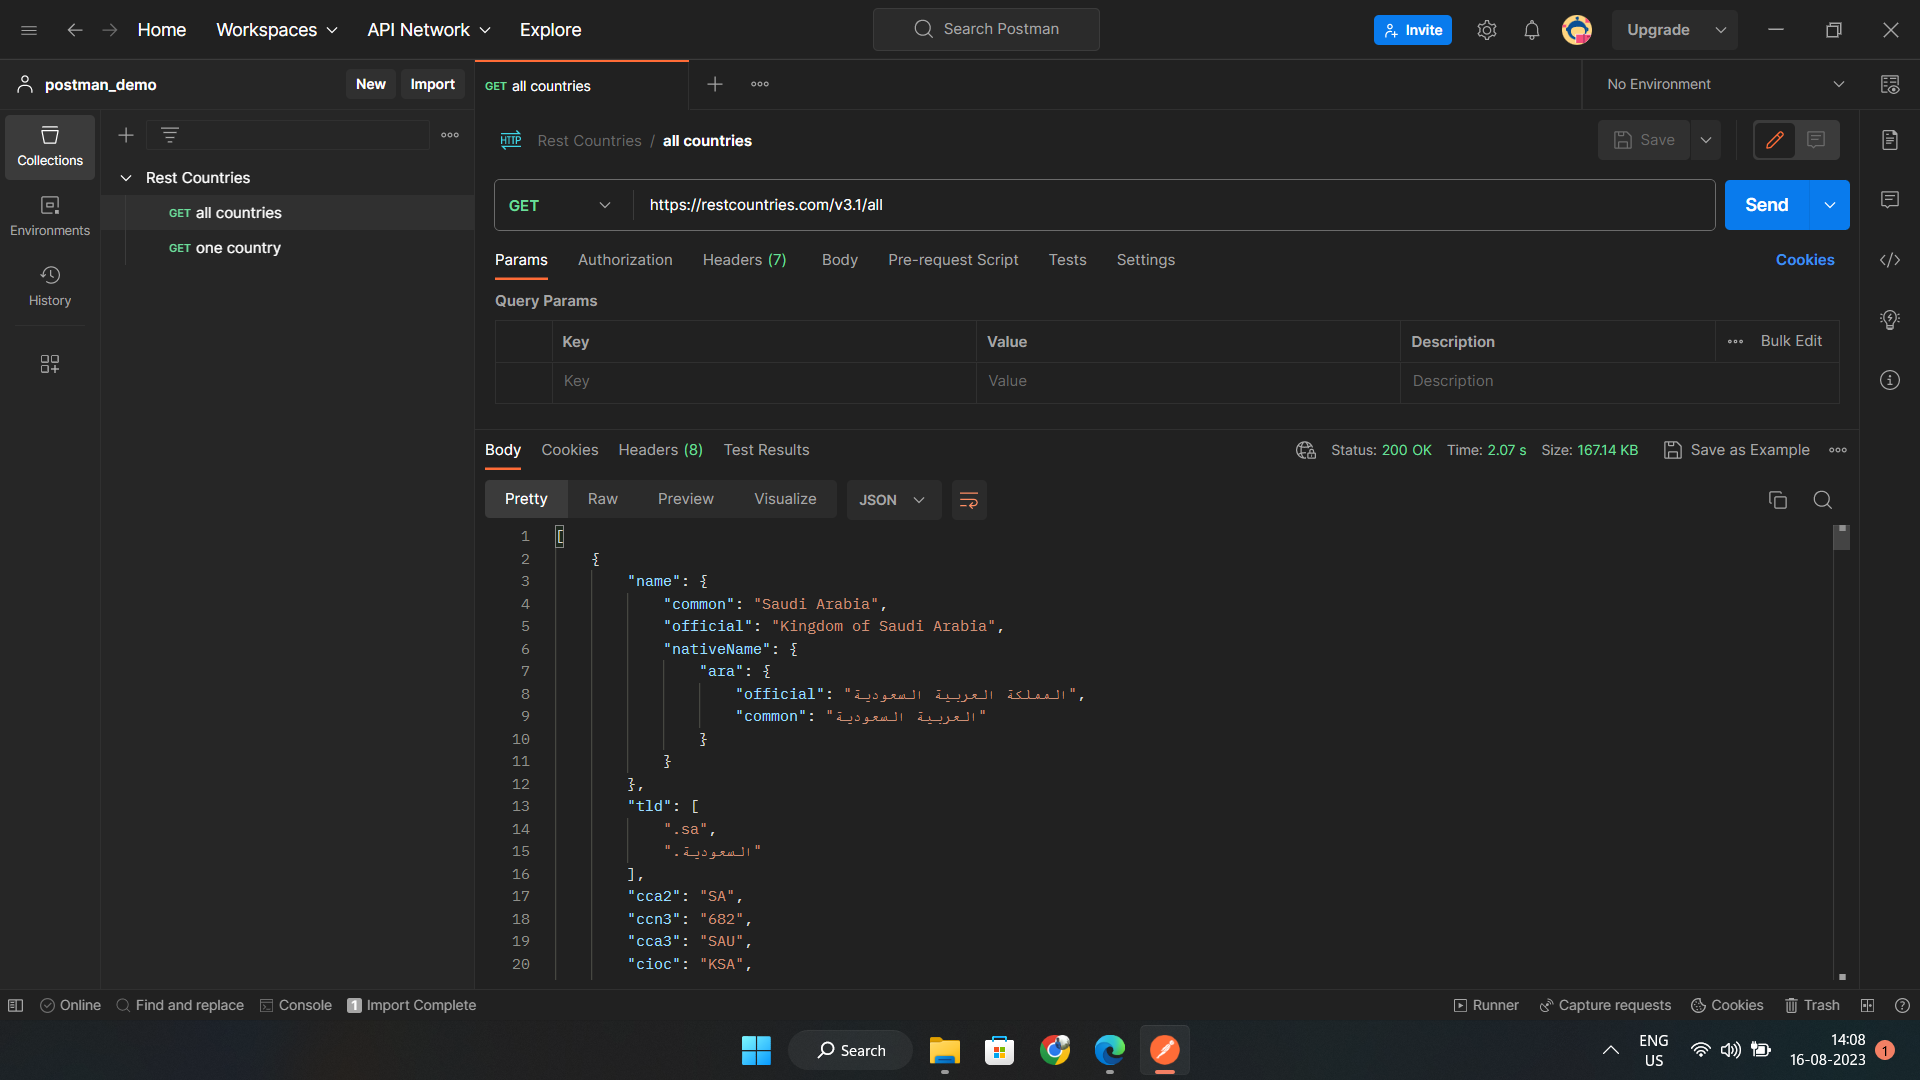 Home Workspaces API Network Explore Search Postman Invite Upgrade
postman_demo New Import GET all countries No Environment
Collections
Environments
History
Rest Countries
GET all countries
GET one country
HTTP Rest Countries / all countries Save
GET https://restcountries.com/v3.1/all Send
Params Authorization Headers (7) Body Pre-request Script Tests Settings Cookies
Query Params
Key Value Description Bulk Edit
Key Value Description
Body Cookies Headers (8) Test Results Status: 200 OK Time: 2.07 s Size: 167.14 KB Save as Example
Pretty Raw Preview Visualize JSON
1 [
2 {
3 "name": {
4 "common": "Saudi Arabia",
5 "official": "Kingdom of Saudi Arabia",
6 "nativeName": {
7 "ara": {
8 "official": "المملكة العربية السعودية",
9 "common": "العربية السعودية"
10 }
11 }
12 },
13 "tld": [
14 ".sa",
15 "السعودية."
16 ],
17 "cca2": "SA",
18 "ccn3": "682",
19 "cca3": "SAU",
20 "cioc": "KSA",
Online Find and replace Console 1 Import Complete Runner Capture requests Cookies Trash
Search
ENG
US
14:08
16-08-2023
1